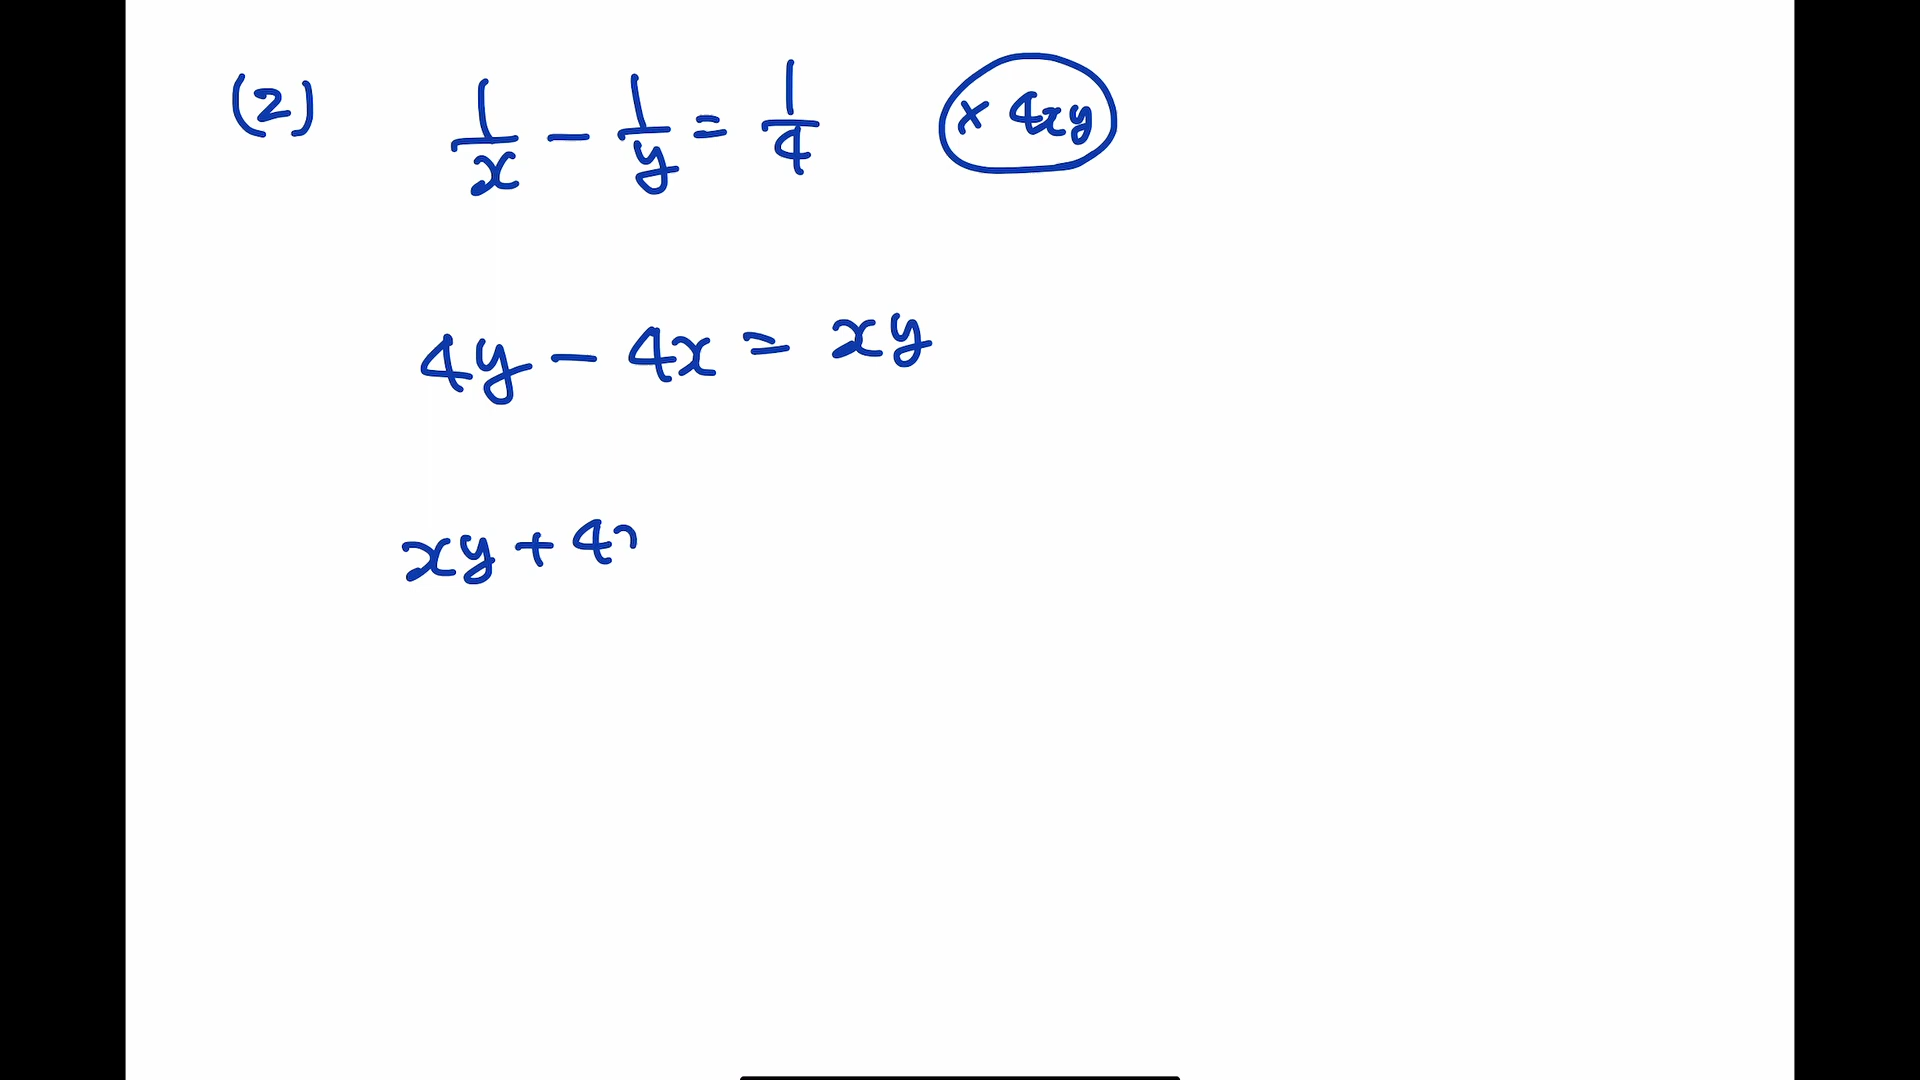 (2) 1/x - 1/y = 1/4 × 4xy
4y - 4x = xy
xy + 4